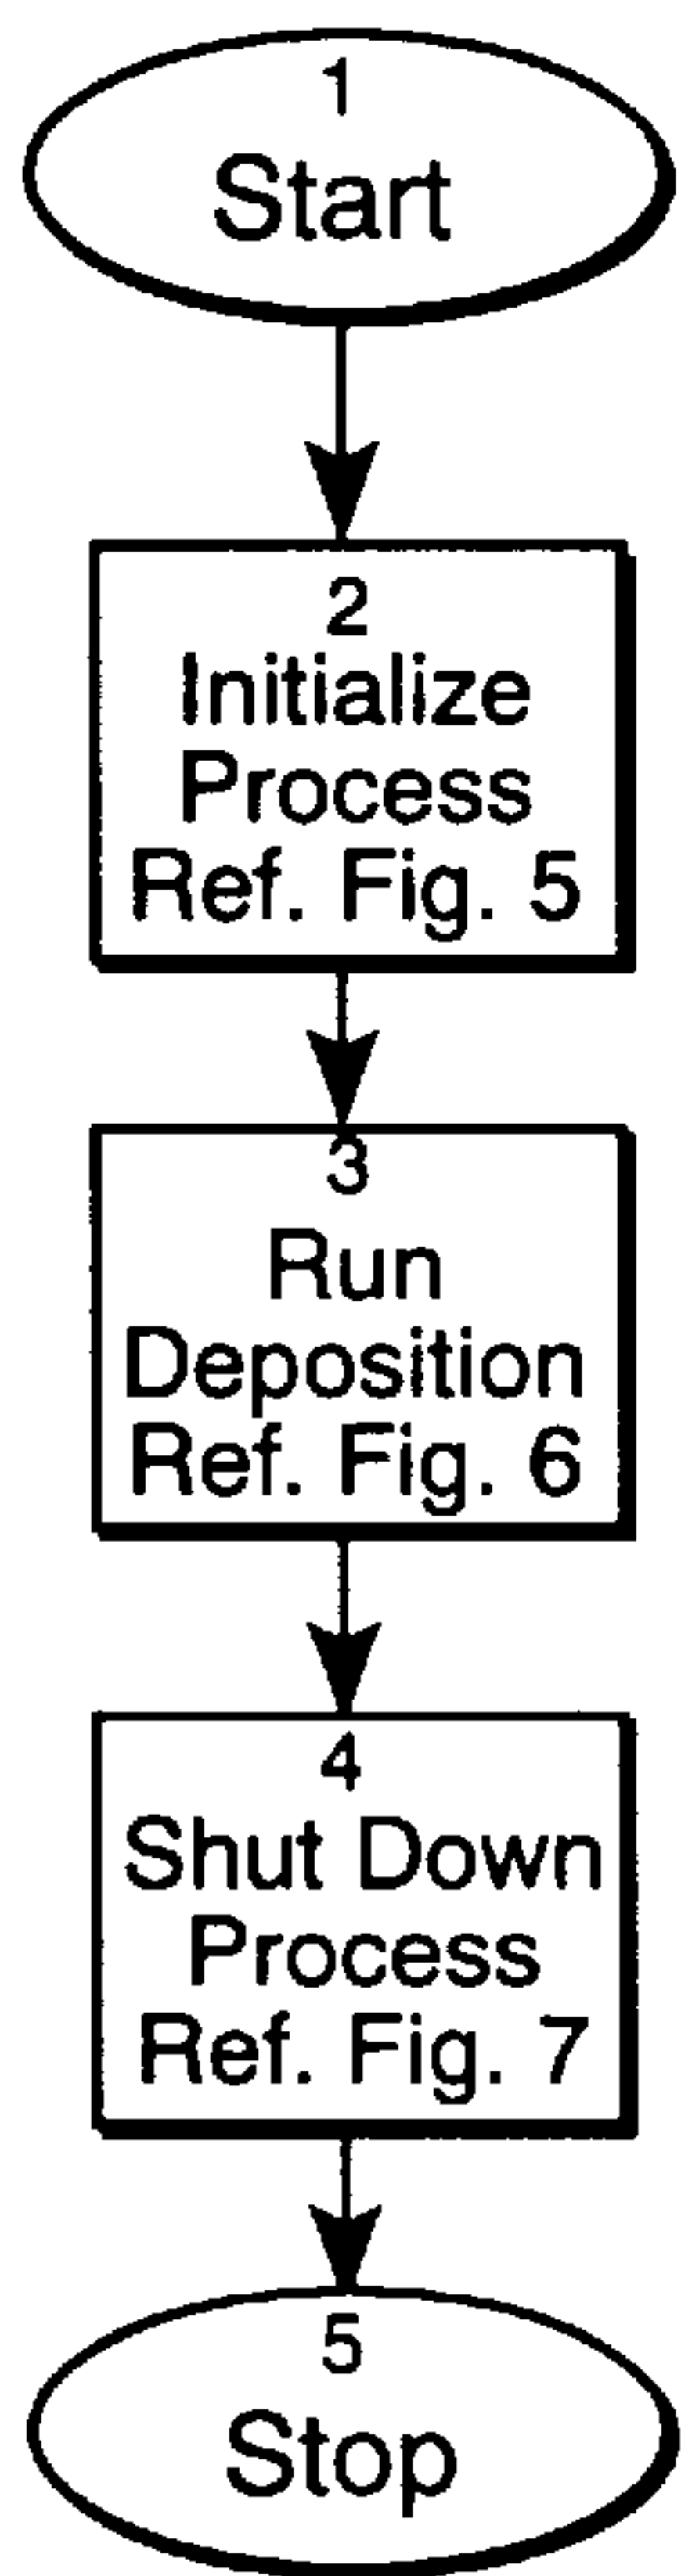 1
Start
2
Initialize
Process
Ref. Fig. 5
3
Run
Deposition
Ref. Fig. 6
4
Shut Down
Process
Ref. Fig. 7
5
Stop